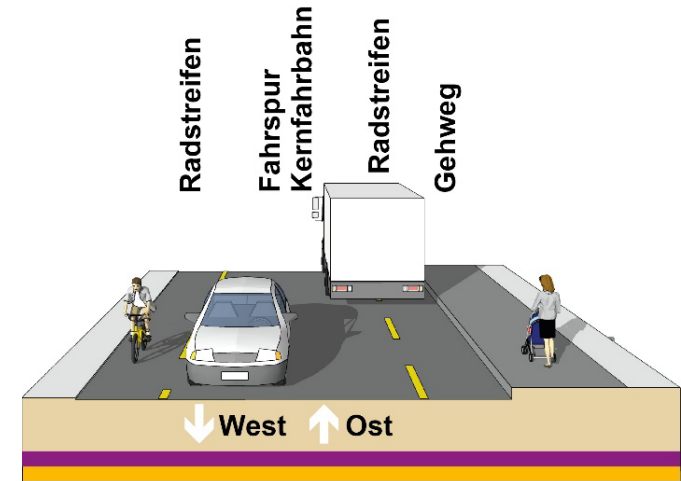 Radstreifen
Fahrspur
Kernfahrbahn
Radstreifen
Gehweg
West
Ost